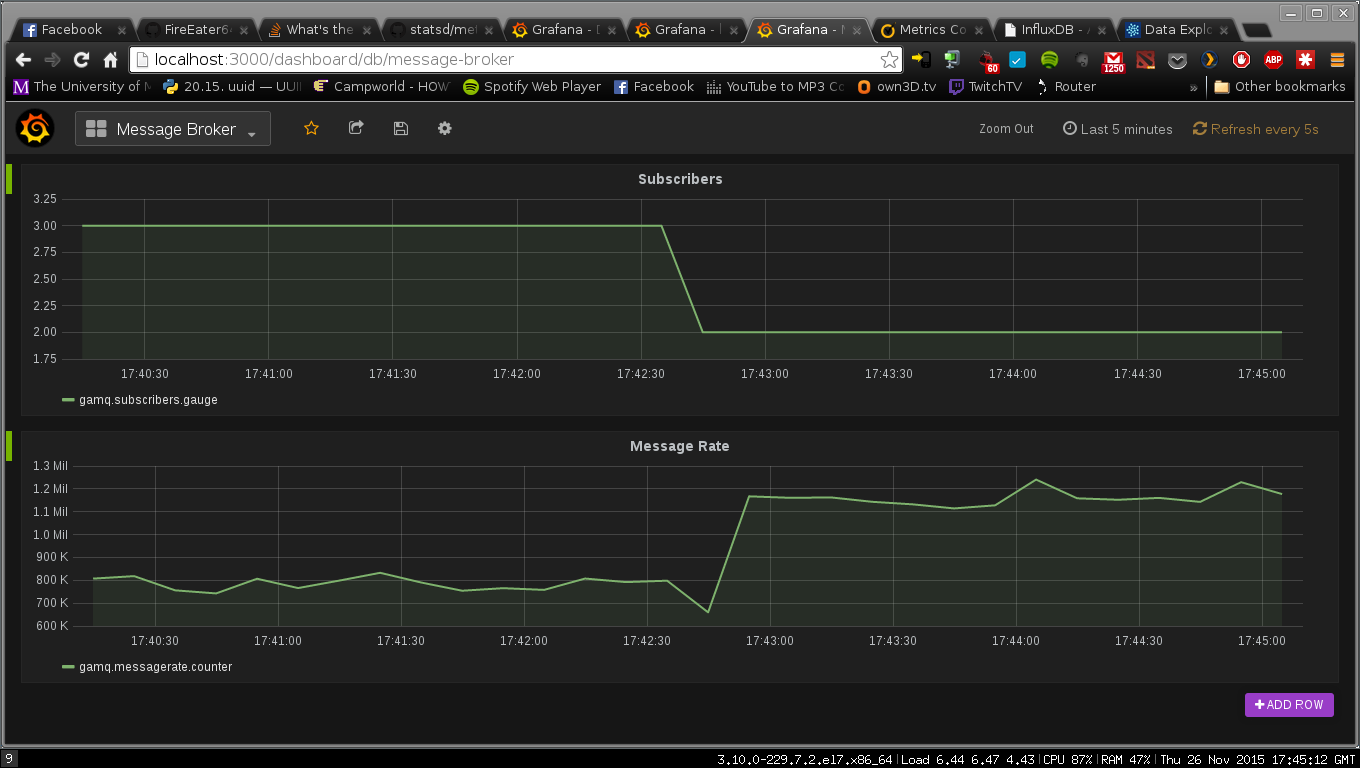 Facebook FireEater64 What's the statsd/met Grafana - D Grafana - Grafana - M Metrics Co InfluxDB - Data Explo
localhost:3000/dashboard/db/message-broker 60 1250 ABP
The University of M 20.15. uuid — UUI Campworld - HOW Spotify Web Player Facebook YouTube to MP3 Co own3D.tv TwitchTV Router » Other bookmarks
Message Broker Zoom Out Last 5 minutes Refresh every 5s
Subscribers
3.25
3.00
2.75
2.50
2.25
2.00
1.75
17:40:30 17:41:00 17:41:30 17:42:00 17:42:30 17:43:00 17:43:30 17:44:00 17:44:30 17:45:00
gamq.subscribers.gauge
Message Rate
1.3 Mil
1.2 Mil
1.1 Mil
1.0 Mil
900 K
800 K
700 K
600 K
17:40:30 17:41:00 17:41:30 17:42:00 17:42:30 17:43:00 17:43:30 17:44:00 17:44:30 17:45:00
gamq.messagerate.counter
+ ADD ROW
9 3.10.0-229.7.2.el7.x86_64|Load 6.44 6.47 4.43|CPU 87%|RAM 47%|Thu 26 Nov 2015 17:45:12 GMT